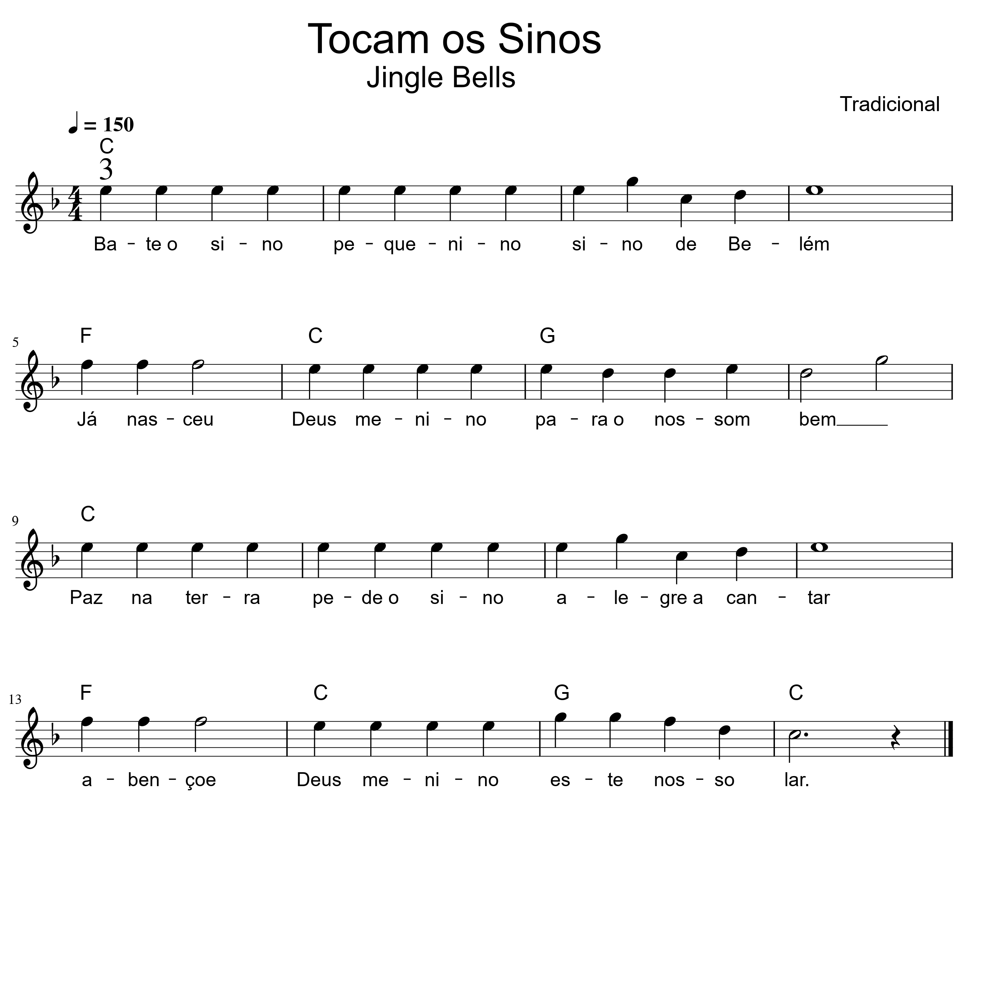 Tocam os Sinos
Jingle Bells
Tradicional
= 150
C
3
4
4
Ba - te o si - no pe - que - ni - no si - no de Be - lém
F C G
5
Já nas - ceu Deus me - ni - no pa - ra o nos - som bem
C
9
Paz na ter - ra pe - de o si - no a - le - gre a can - tar
F C G C
13
a - ben - çoe Deus me - ni - no es - te nos - so lar.